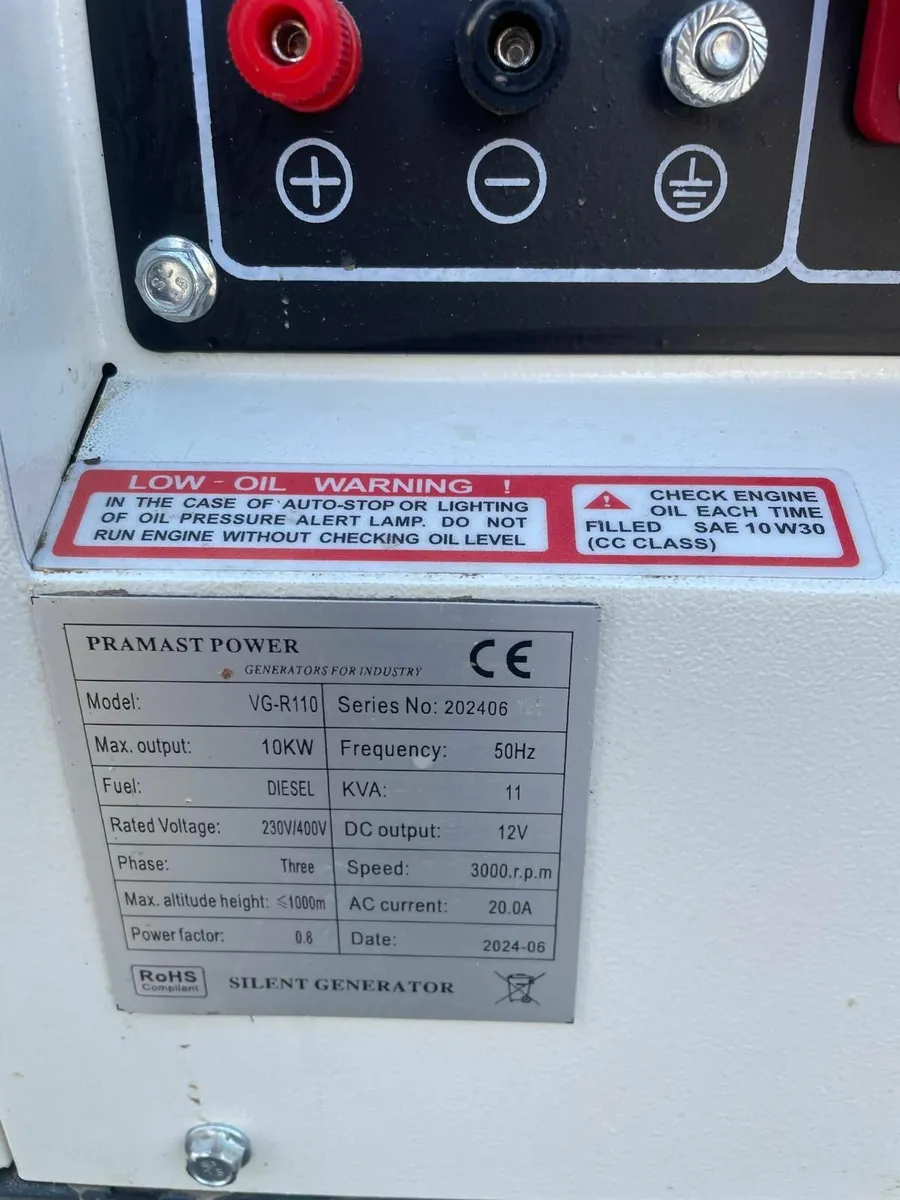 LOW - OIL WARNING !
IN THE CASE OF AUTO-STOP OR LIGHTING
OF OIL PRESSURE ALERT LAMP. DO NOT
RUN ENGINE WITHOUT CHECKING OIL LEVEL
CHECK ENGINE
OIL EACH TIME
FILLED SAE 10 W30
(CC CLASS)
PRAMAST POWER
GENERATORS FOR INDUSTRY
CE
Model: VG-R110
Series No: 202406
Max. output: 10KW
Frequency: 50Hz
Fuel: DIESEL
KVA: 11
Rated Voltage: 230V/400V
DC output: 12V
Phase: Three
Speed: 3000.r.p.m
Max. altitude height: ≤1000m
AC current: 20.0A
Power factor: 0.8
Date: 2024-06
RoHS
Compliant
SILENT GENERATOR